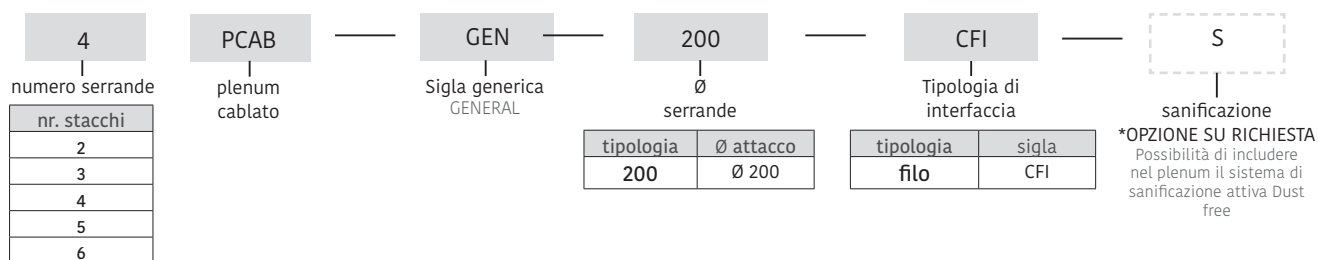 4 PCAB GEN 200 CFI S
numero serrande
nr. stacchi
2
3
4
5
6
plenum
cablato
Sigla generica
GENERAL
Ø
serrande
tipologia Ø attacco
200 Ø 200
Tipologia di
interfaccia
tipologia sigla
filo CFI
sanificazione
*OPZIONE SU RICHIESTA
Possibilità di includere
nel plenum il sistema di
sanificazione attiva Dust
free